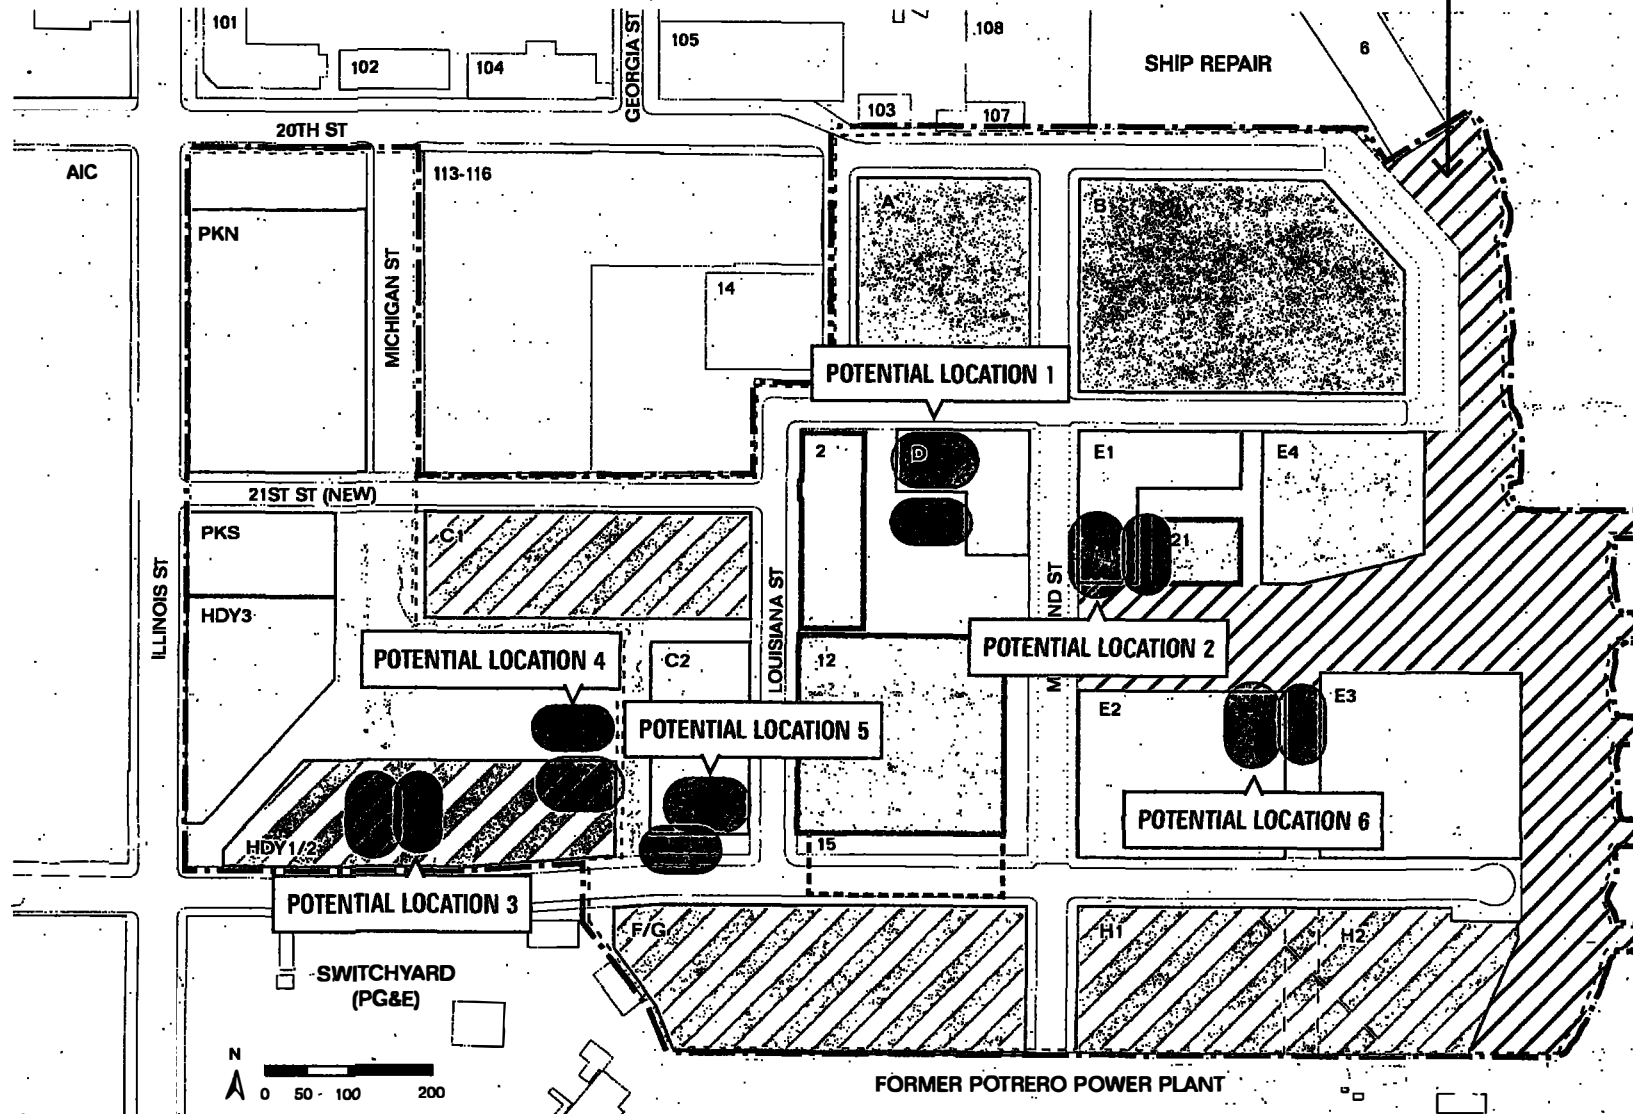 101
102
104
GEORGIA ST
105
103
108
107
SHIP REPAIR
6
20TH ST
AIC
PKN
MICHIGAN ST
113-116
14
A
B
POTENTIAL LOCATION 1
2
D
E1
E4
21ST ST (NEW)
PKS
C1
21
ILLINOIS ST
HDY3
LOUISIANA ST
POTENTIAL LOCATION 4
C2
12
POTENTIAL LOCATION 2
POTENTIAL LOCATION 5
E2
E3
HDY1/2
15
POTENTIAL LOCATION 6
POTENTIAL LOCATION 3
F/G
H1
H2
SWITCHYARD
(PG&E)
N
0 50 100 200
FORMER POTRERO POWER PLANT